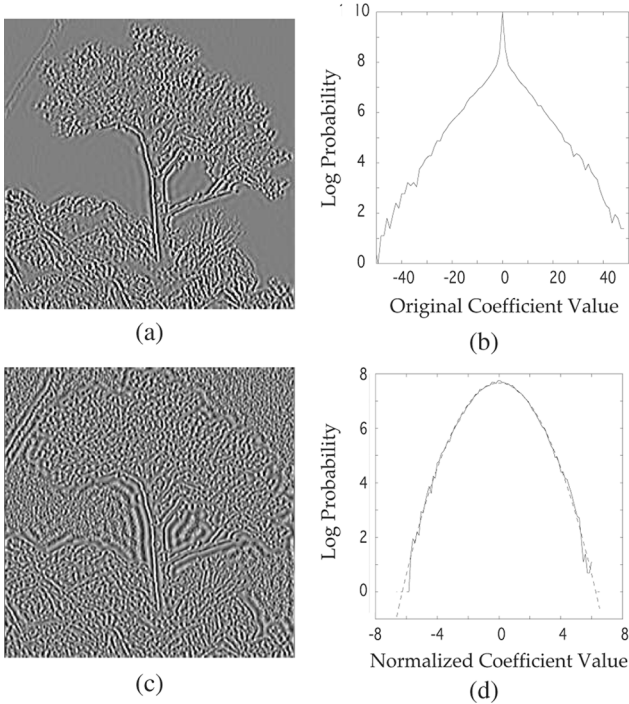 10
8
6
4
2
0
Log Probability
-40 -20 0 20 40
Original Coefficient Value
(a)
(b)
8
6
4
2
0
Log Probability
-8 -4 0 4 8
Normalized Coefficient Value
(c)
(d)